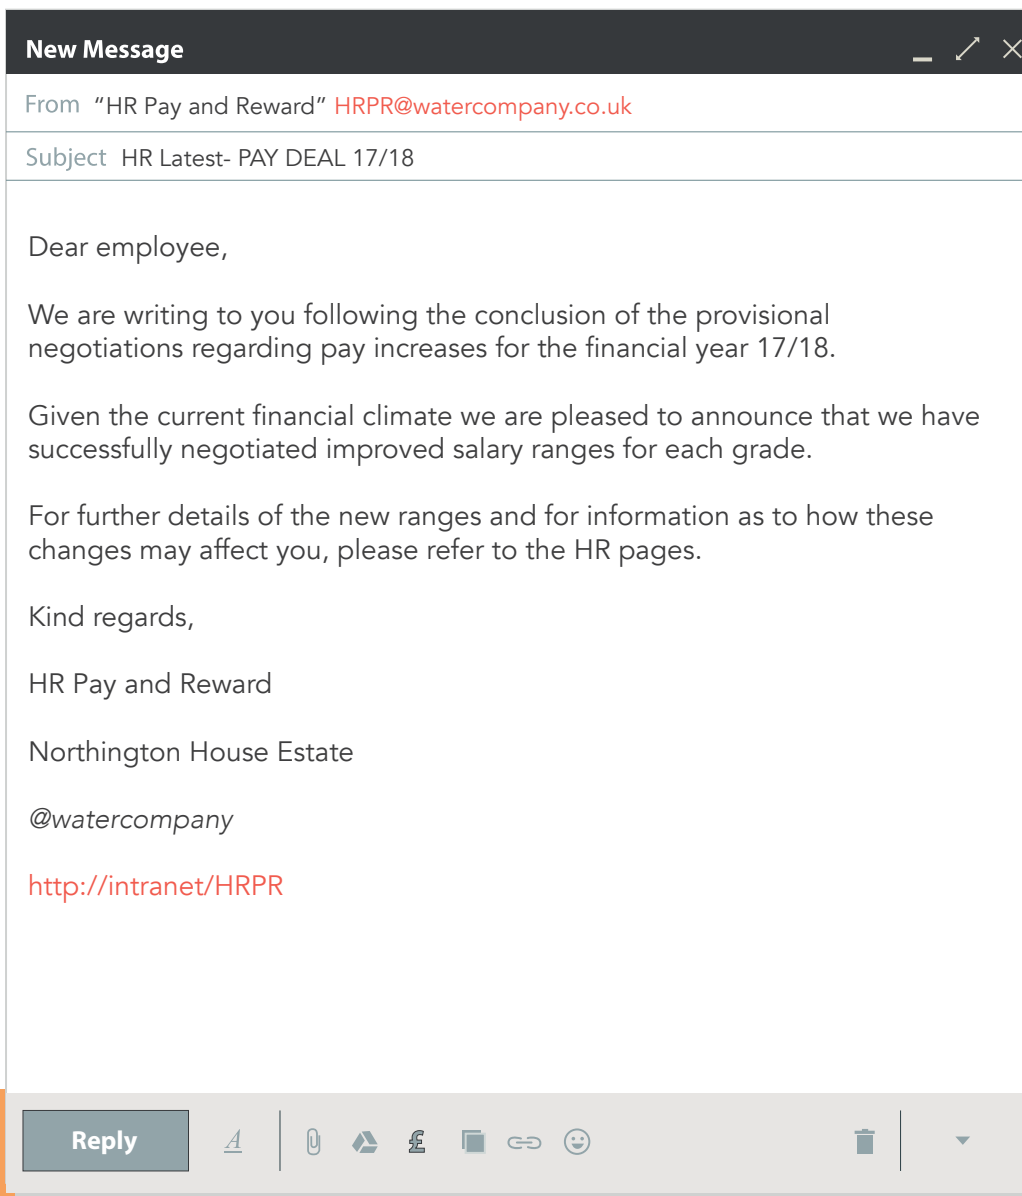 New Message
From "HR Pay and Reward" HRPR@watercompany.co.uk
Subject HR Latest- PAY DEAL 17/18
Dear employee,
We are writing to you following the conclusion of the provisional
negotiations regarding pay increases for the financial year 17/18.
Given the current financial climate we are pleased to announce that we have
successfully negotiated improved salary ranges for each grade.
For further details of the new ranges and for information as to how these
changes may affect you, please refer to the HR pages.
Kind regards,
HR Pay and Reward
Northington House Estate
@watercompany
http://intranet/HRPR
Reply A £